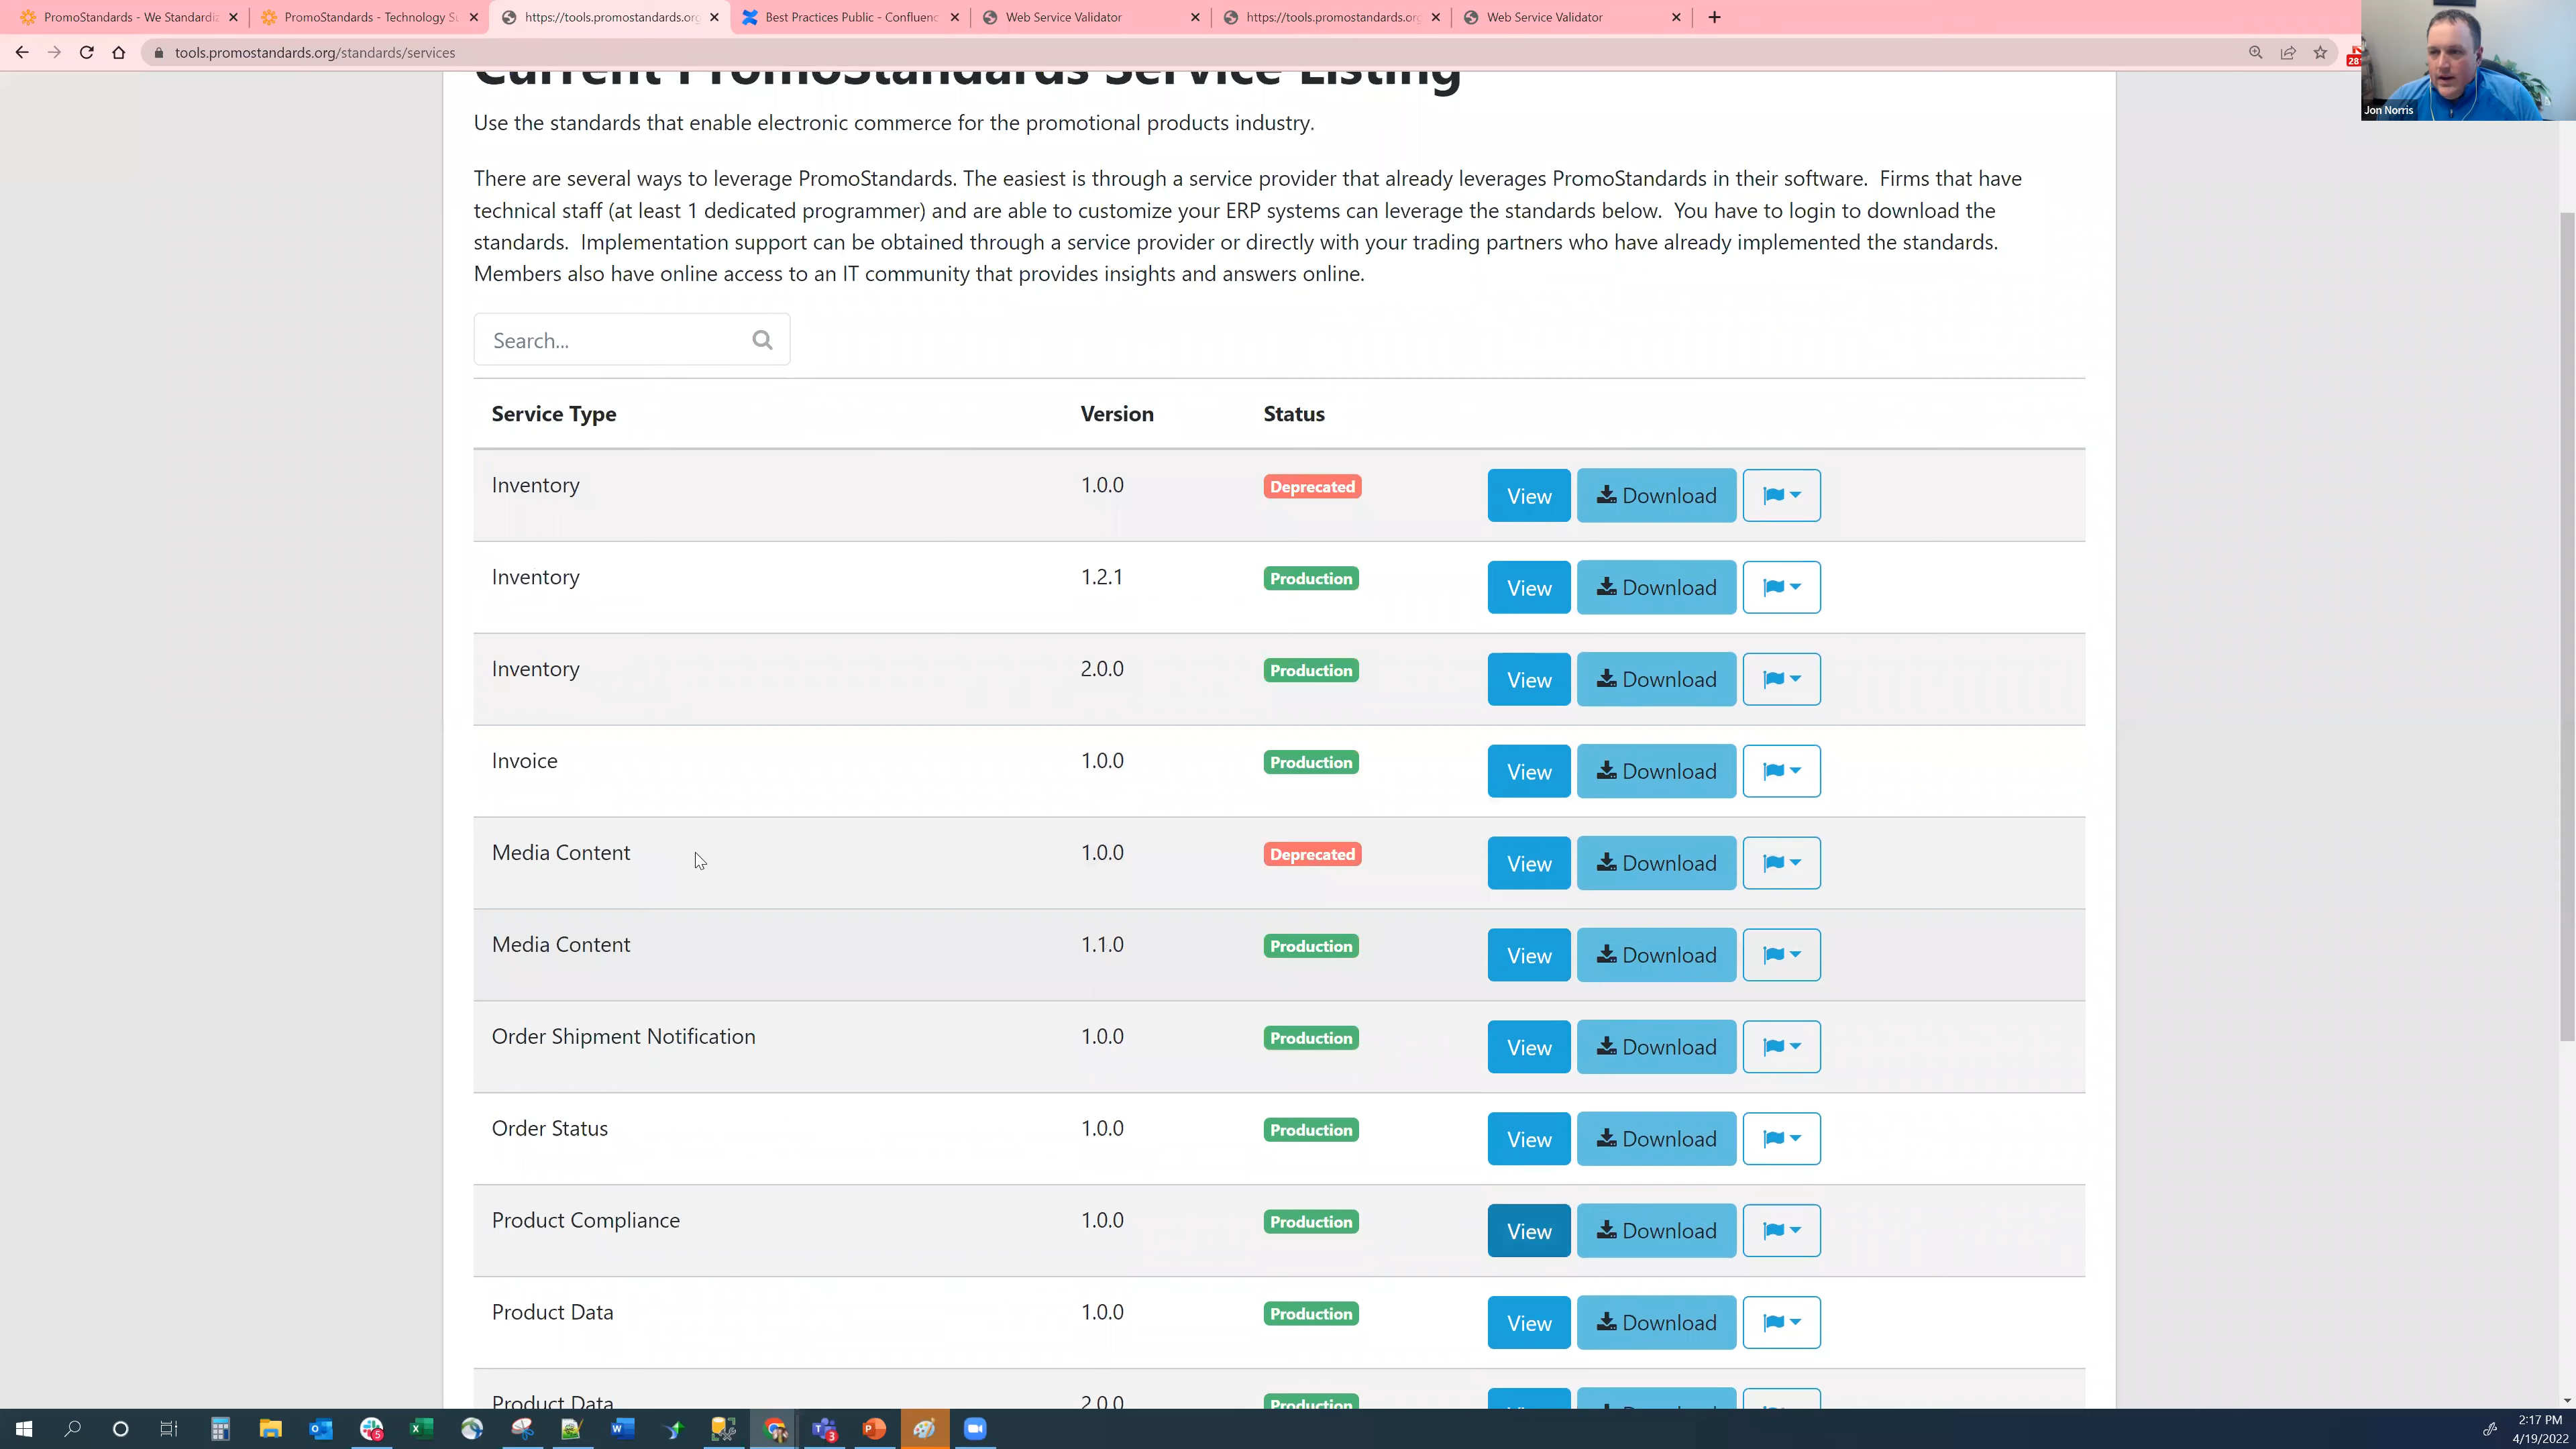 PromoStandards - We Standardiz
PromoStandards - Technology St
https://tools.promostandards.org
Best Practices Public - Confluenc
Web Service Validator
https://tools.promostandards.org
Web Service Validator
tools.promostandards.org/standards/services
Jon Norris
Current PromoStandards Service Listing
Use the standards that enable electronic commerce for the promotional products industry.
There are several ways to leverage PromoStandards. The easiest is through a service provider that already leverages PromoStandards in their software. Firms that have
technical staff (at least 1 dedicated programmer) and are able to customize your ERP systems can leverage the standards below. You have to login to download the
standards. Implementation support can be obtained through a service provider or directly with your trading partners who have already implemented the standards.
Members also have online access to an IT community that provides insights and answers online.
Search...
Service Type Version Status
Inventory 1.0.0 Deprecated View Download
Inventory 1.2.1 Production View Download
Inventory 2.0.0 Production View Download
Invoice 1.0.0 Production View Download
Media Content 1.0.0 Deprecated View Download
Media Content 1.1.0 Production View Download
Order Shipment Notification 1.0.0 Production View Download
Order Status 1.0.0 Production View Download
Product Compliance 1.0.0 Production View Download
Product Data 1.0.0 Production View Download
Product Data 2.0.0 Production
2:17 PM
4/19/2022